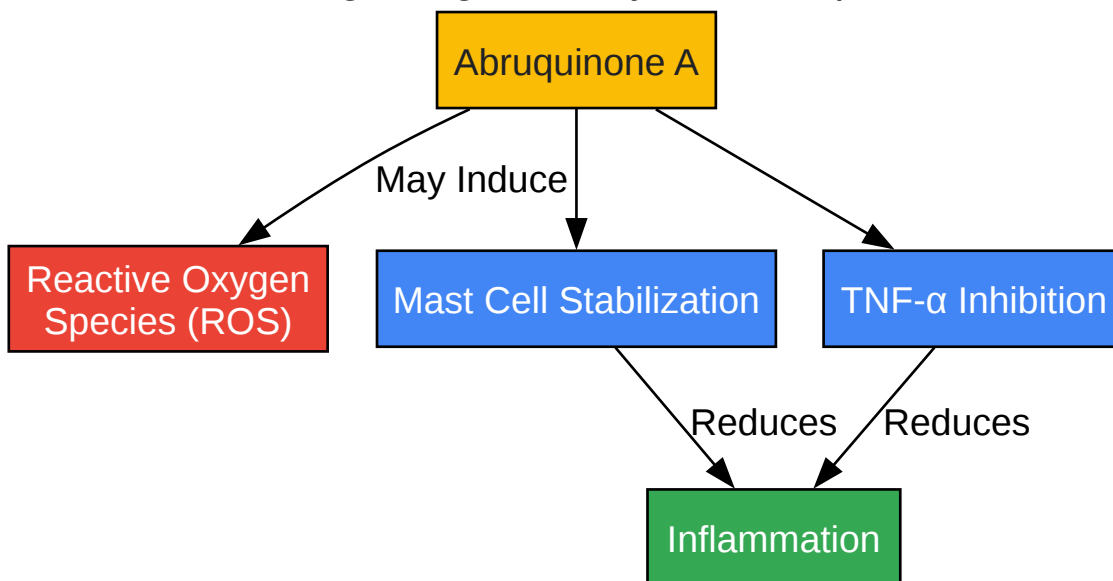 Abruquinone A
May Induce
Reactive Oxygen
Species (ROS)
Mast Cell Stabilization
TNF-α Inhibition
Reduces
Reduces
Inflammation